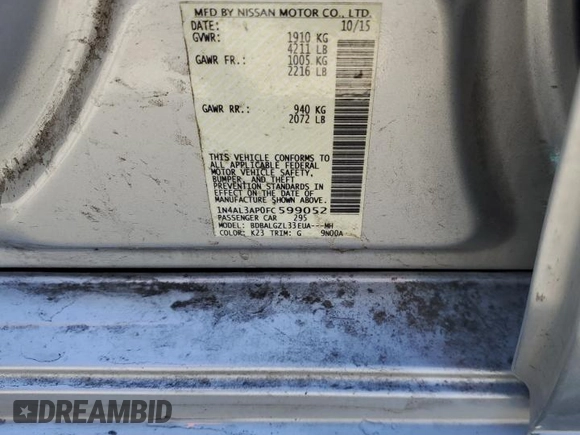 MFD BY NISSAN MOTOR CO., LTD.
DATE: 10/15
GVWR: 1910 KG
4211 LB
GAWR FR.: 1005 KG
2216 LB
GAWR RR.: 940 KG
2072 LB
THIS VEHICLE CONFORMS TO
ALL APPLICABLE FEDERAL
MOTOR VEHICLE SAFETY,
BUMPER, AND THEFT
PREVENTION STANDARDS IN
EFFECT ON THE DATE OF
MANUFACTURE SHOWN ABOVE.
1N4AL3AP0FC599052
PASSENGER CAR 295
MODEL: BDBALGZL33EUA---MH
COLOR: K23 TRIM: G 9N00A
DREAMBID